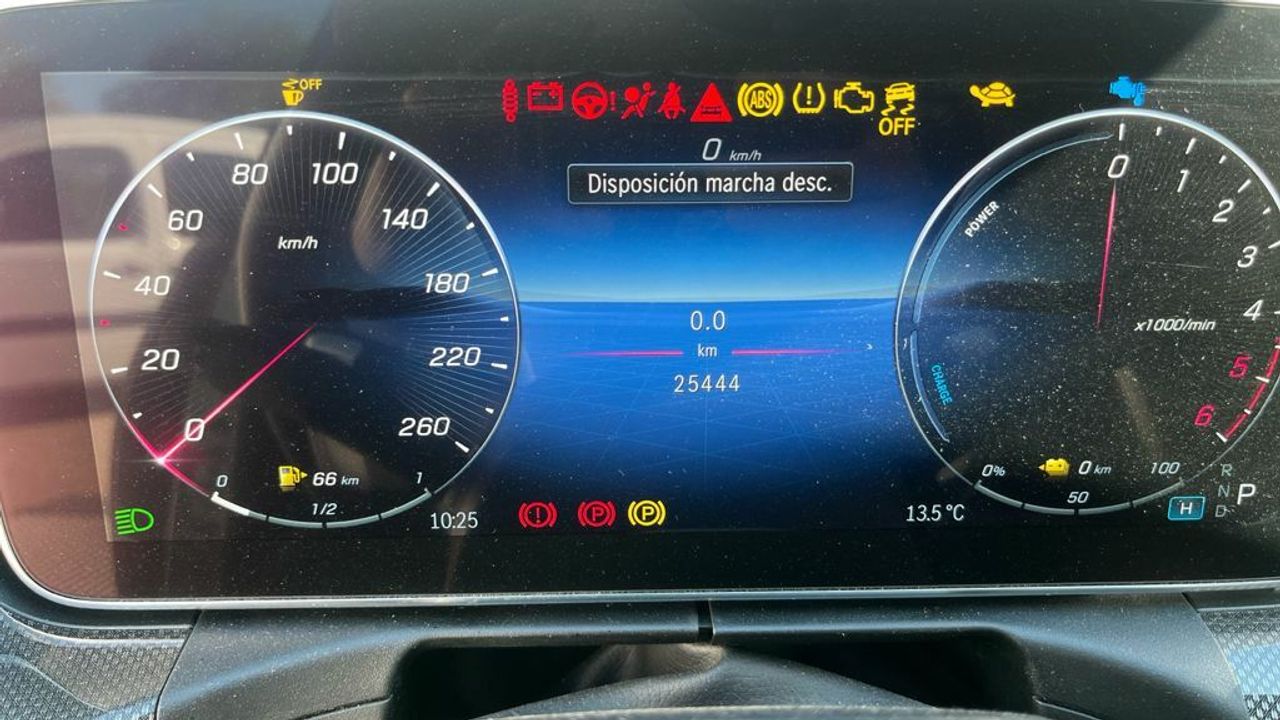 OFF
ABS
OFF
0 km/h
Disposición marcha desc.
0.0
km
25444
80
100
60
140
km/h
40
180
20
220
0
260
0
1/2
1
66 km
10:25
P
P
13.5 °C
POWER
CHARGE
0
1
2
3
4
5
6
x1000/min
0%
50
100
0 km
H
R
N
D
P